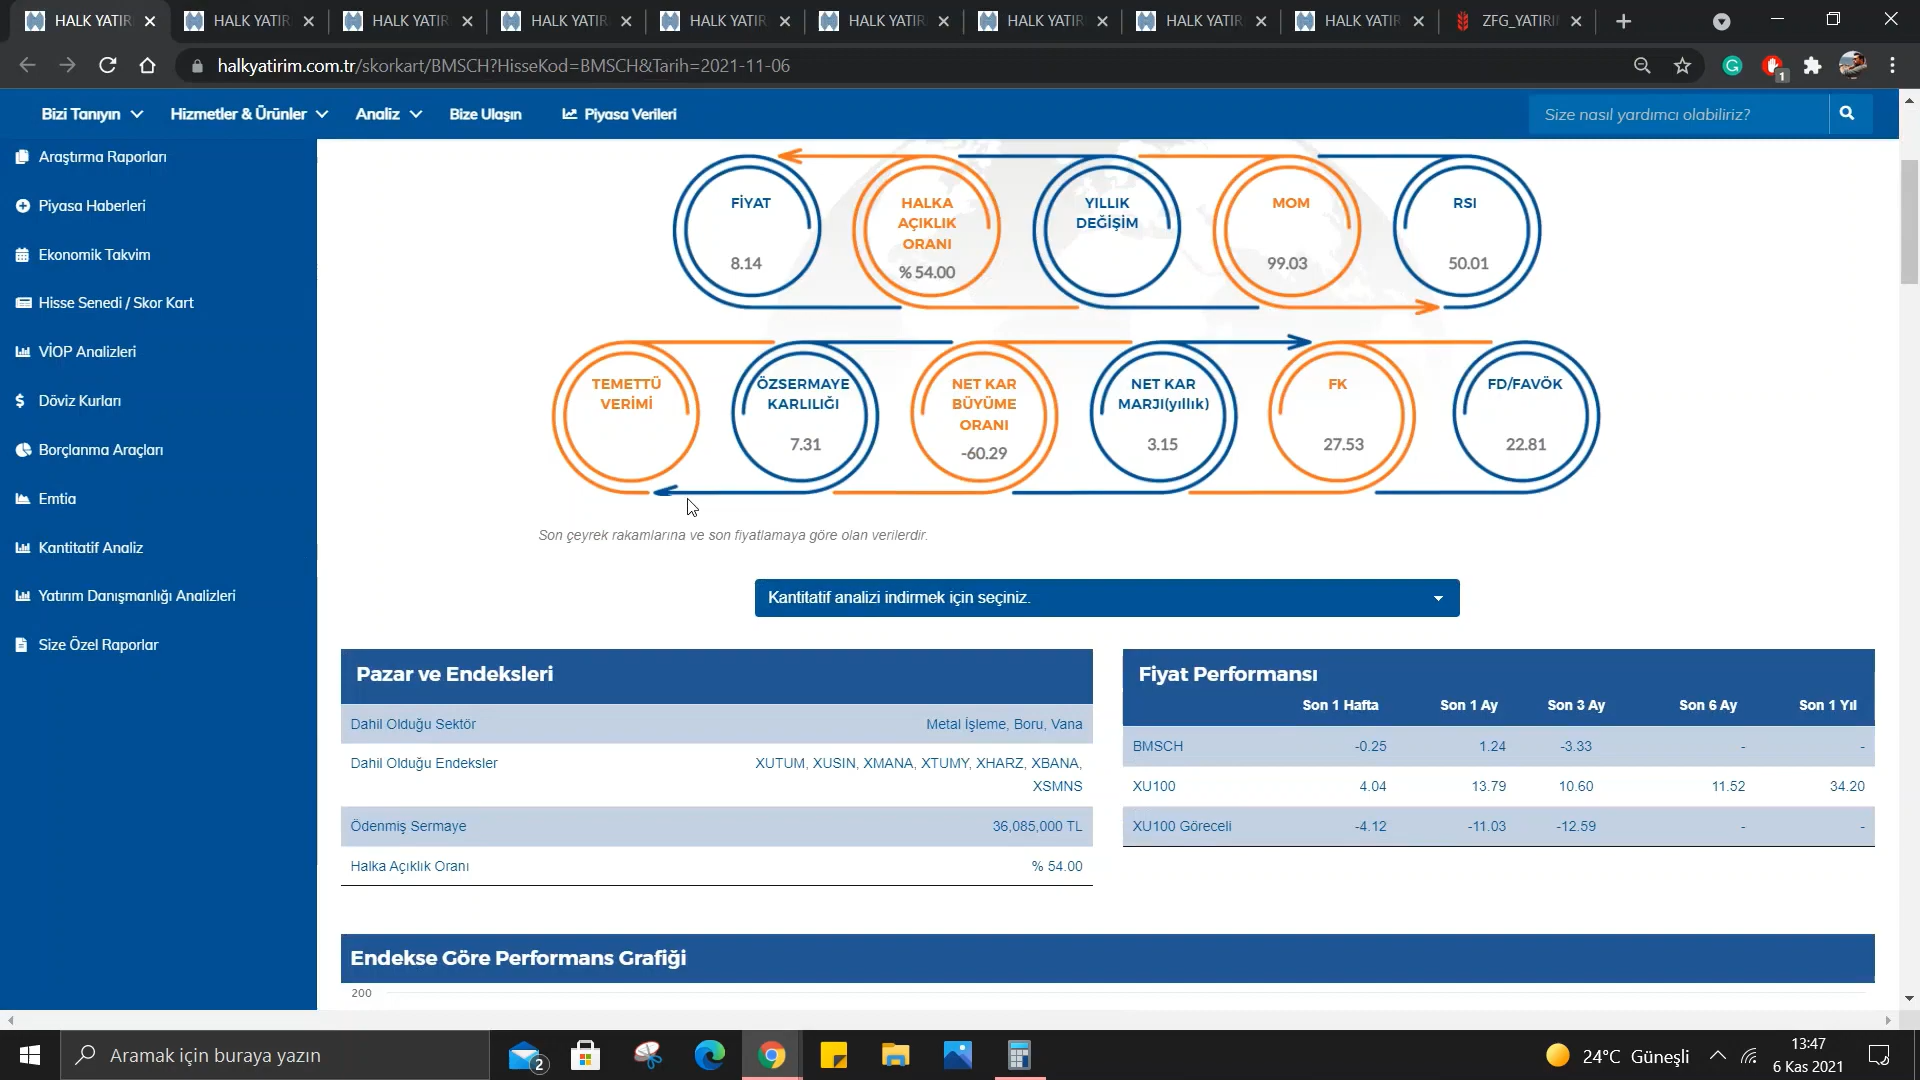 HALK YATIR
HALK YATIR
HALK YATIR
HALK YATIR
HALK YATIR
HALK YATIR
HALK YATIR
HALK YATIR
HALK YATIR
ZFG_YATIRI
halkyatirim.com.tr/skorkart/BMSCH?HisseKod=BMSCH&Tarih=2021-11-06
1
Bizi Tanıyın
Hizmetler & Ürünler
Analiz
Bize Ulaşın
Piyasa Verileri
Size nasıl yardımcı olabiliriz?
Araştırma Raporları
Piyasa Haberleri
Ekonomik Takvim
Hisse Senedi / Skor Kart
VİOP Analizleri
Döviz Kurları
Borçlanma Araçları
Emtia
Kantitatif Analiz
Yatırım Danışmanlığı Analizleri
Size Özel Raporlar
FİYAT
8.14
HALKA
AÇIKLIK
ORANI
% 54.00
YILLIK
DEĞİŞİM
MOM
99.03
RSI
50.01
TEMETTÜ
VERİMİ
ÖZSERMAYE
KARLILIĞI
7.31
NET KAR
BÜYÜME
ORANI
-60.29
NET KAR
MARJI(yıllık)
3.15
FK
27.53
FD/FAVÖK
22.81
Son çeyrek rakamlarına ve son fiyatlamaya göre olan verilerdir.
Kantitatif analizi indirmek için seçiniz.
Pazar ve Endeksleri
Dahil Olduğu Sektör Metal İşleme, Boru, Vana
Dahil Olduğu Endeksler XUTUM, XUSIN, XMANA, XTUMY, XHARZ, XBANA,
XSMNS
Ödenmiş Sermaye 36,085,000 TL
Halka Açıklık Oranı % 54.00
Fiyat Performansı
Son 1 Hafta Son 1 Ay Son 3 Ay Son 6 Ay Son 1 Yıl
BMSCH -0.25 1.24 -3.33 - -
XU100 4.04 13.79 10.60 11.52 34.20
XU100 Göreceli -4.12 -11.03 -12.59 - -
Endekse Göre Performans Grafiği
200
Aramak için buraya yazın
2
24°C Güneşli
13:47
6 Kas 2021